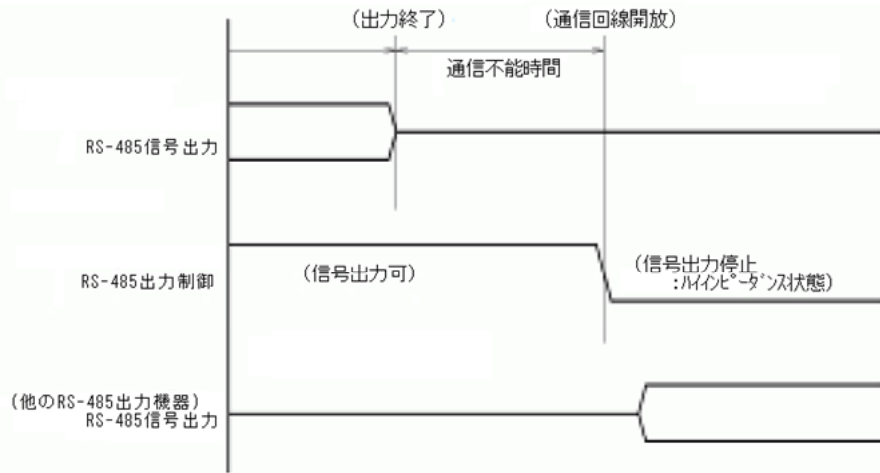 (出力終了)
(通信回線開放)
通信不能時間
RS-485信号出力
RS-485出力制御
(信号出力可)
(信号出力停止
:ハイインピーダンス状態)
(他のRS-485出力機器)
RS-485信号出力